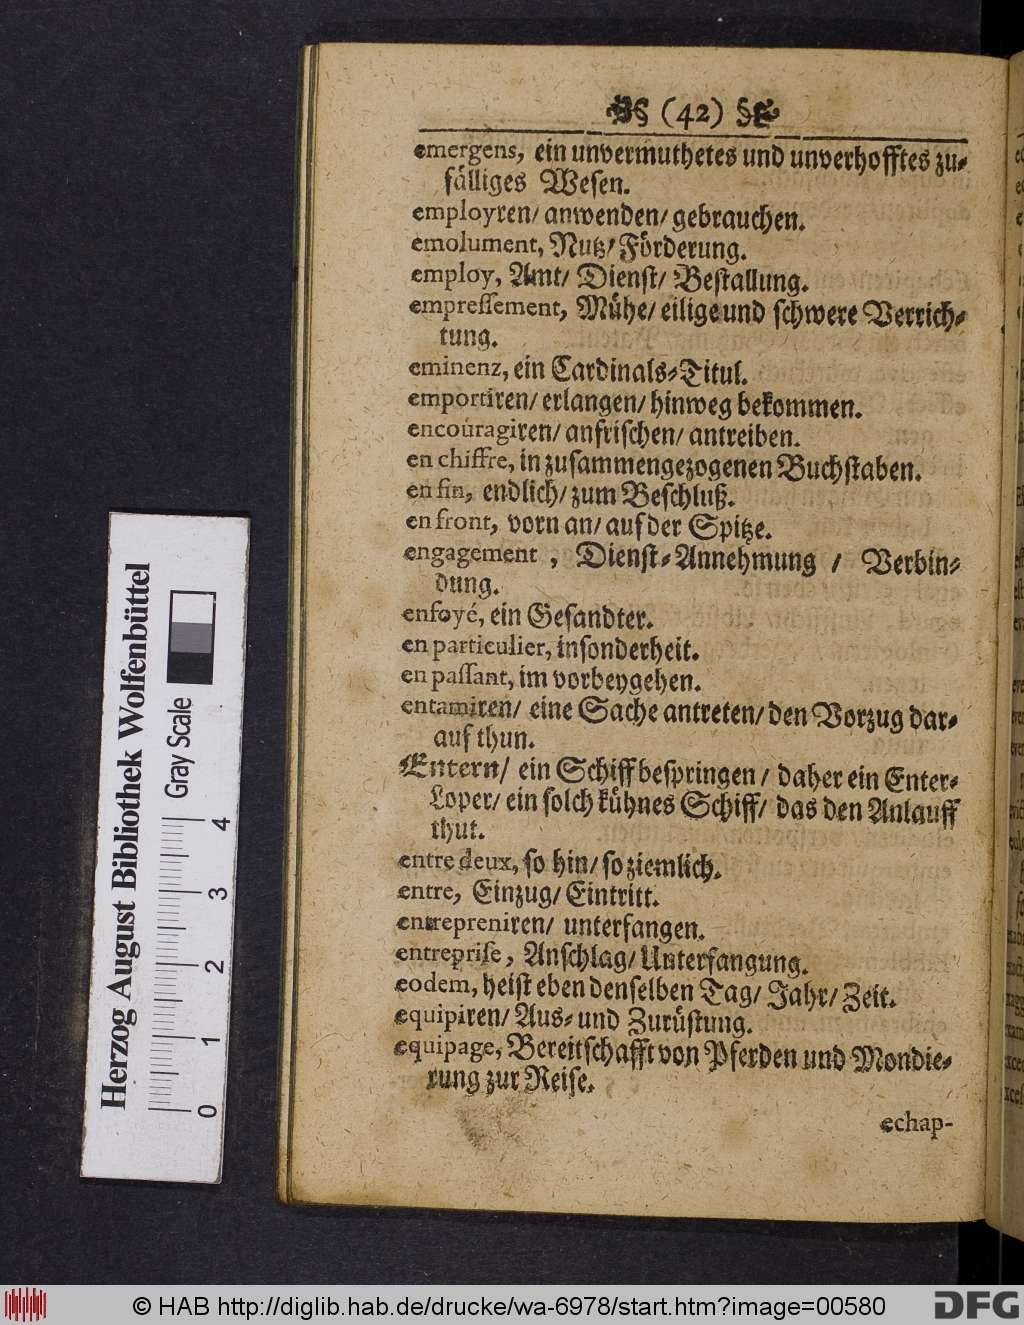 § (42) §
emergens, ein unvermuthetes und unverhofftes zu-
fälliges Wesen.
employren/ anwenden/ gebrauchen.
emolument, Nutz/ Förderung.
employ, Amt/ Dienst/ Bestallung.
empressement, Mühe/ eilige und schwere Verrich-
tung.
eminenz, ein Cardinals-Titul.
emportiren/ erlangen/ hinweg bekommen.
encouragiren/ anfrischen/ antreiben.
en chiffre, in zusammengezogenen Buchstaben.
en fin, endlich/ zum Beschluß.
en front, vorn an/ auf der Spitze.
engagement , Dienst-Annehmung / Verbin-
dung.
enfoyé, ein Gesandter.
en particulier, insonderheit.
en passant, im vorbeygehen.
entamiren/ eine Sache antreten/ den Vorzug dar-
auf thun.
Entern/ ein Schiff bespringen / daher ein Enter-
Loper/ ein solch kühnes Schiff/ das den Anlauff
thut.
entre deux, so hin/ so ziemlich.
entre, Einzug/ Eintritt.
entrepreniren/ unterfangen.
entreprise, Anschlag/ Unterfangung.
eodem, heist eben denselben Tag/ Jahr/ Zeit.
equipiren/ Aus- und Zurüstung.
equipage, Bereitschafft von Pferden und Mondie-
rung zur Reise.
echap-
Herzog August Bibliothek Wolfenbüttel
Gray Scale
0 1 2 3 4
© HAB http://diglib.hab.de/drucke/wa-6978/start.htm?image=00580
DFG